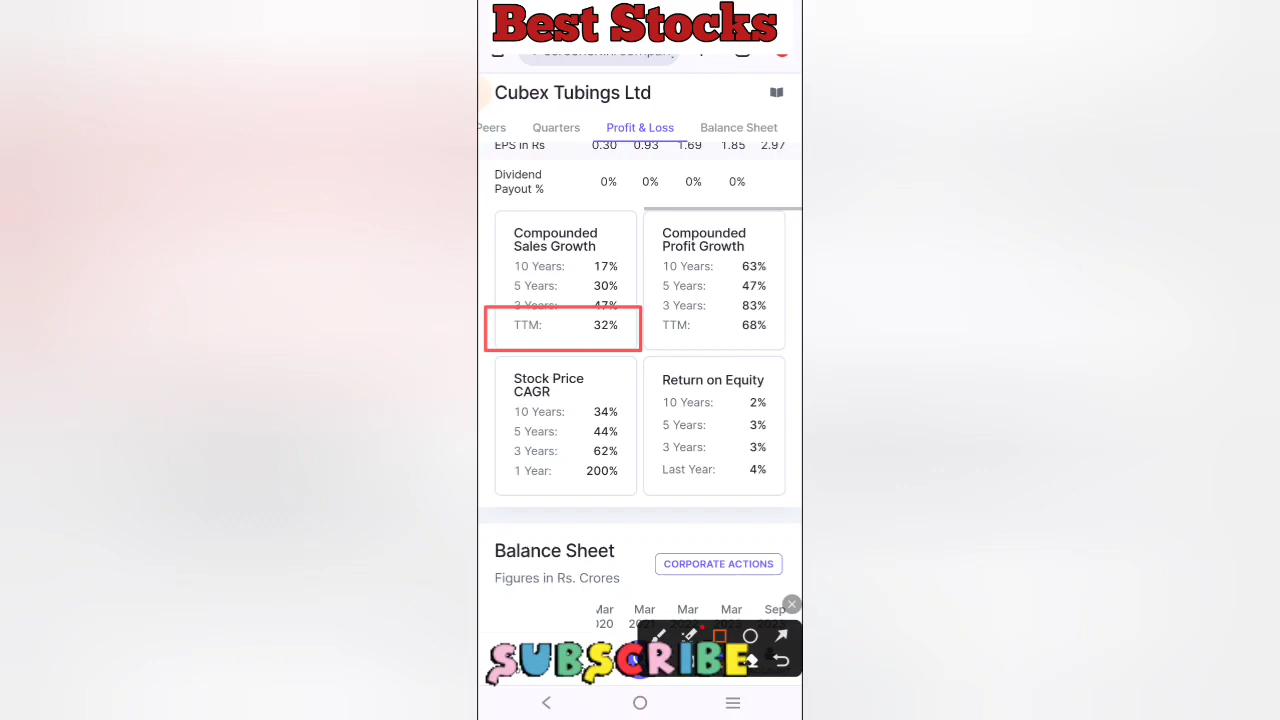 Best Stocks
Cubex Tubings Ltd
Peers Quarters Profit & Loss Balance Sheet
EPS in Rs 0.30 0.93 1.69 1.85 2.97
Dividend
Payout % 0% 0% 0% 0%
Compounded
Sales Growth
10 Years: 17%
5 Years: 30%
3 Years: 47%
TTM: 32%
Compounded
Profit Growth
10 Years: 63%
5 Years: 47%
3 Years: 83%
TTM: 68%
Stock Price
CAGR
10 Years: 34%
5 Years: 44%
3 Years: 62%
1 Year: 200%
Return on Equity
10 Years: 2%
5 Years: 3%
3 Years: 3%
Last Year: 4%
Balance Sheet
CORPORATE ACTIONS
Figures in Rs. Crores
Mar Mar Mar Mar Sep
SUBSCRIBE